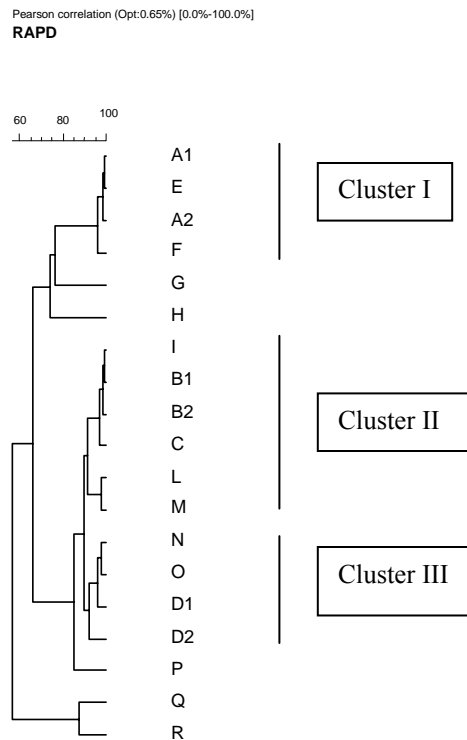 Pearson correlation (Opt:0.65%) [0.0%-100.0%]
RAPD
60 80 100
A1
E
Cluster I
A2
F
G
H
I
B1
B2
Cluster II
C
L
M
N
O
Cluster III
D1
D2
P
Q
R